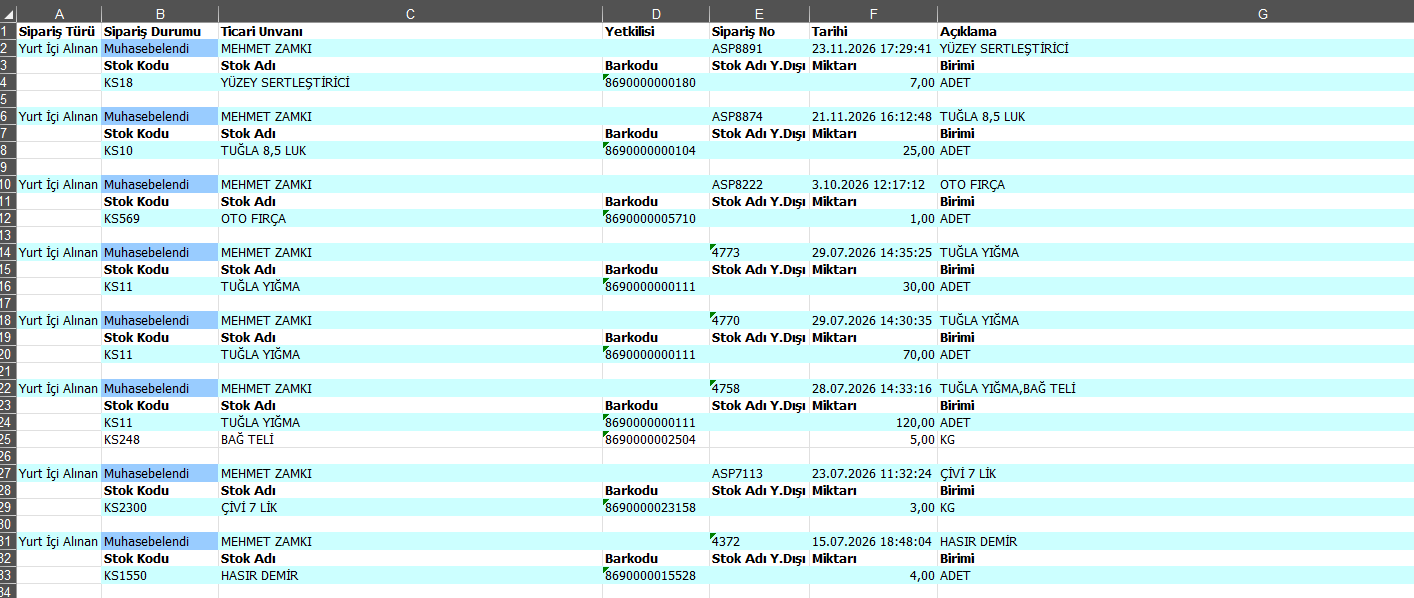 A B C D E F G
1 Sipariş Türü Sipariş Durumu Ticari Unvanı Yetkilisi Sipariş No Tarihi Açıklama
2 Yurt İçi Alınan Muhasebelendi MEHMET ZAMKI ASP8891 23.11.2026 17:29:41 YÜZEY SERTLEŞTİRİCİ
3 Stok Kodu Stok Adı Barkodu Stok Adı Y.Dışı Miktarı Birimi
4 KS18 YÜZEY SERTLEŞTİRİCİ 8690000000180 7,00 ADET
5
6 Yurt İçi Alınan Muhasebelendi MEHMET ZAMKI ASP8874 21.11.2026 16:12:48 TUĞLA 8,5 LUK
7 Stok Kodu Stok Adı Barkodu Stok Adı Y.Dışı Miktarı Birimi
8 KS10 TUĞLA 8,5 LUK 8690000000104 25,00 ADET
9
10 Yurt İçi Alınan Muhasebelendi MEHMET ZAMKI ASP8222 3.10.2026 12:17:12 OTO FIRÇA
11 Stok Kodu Stok Adı Barkodu Stok Adı Y.Dışı Miktarı Birimi
12 KS569 OTO FIRÇA 8690000005710 1,00 ADET
13
14 Yurt İçi Alınan Muhasebelendi MEHMET ZAMKI 4773 29.07.2026 14:35:25 TUĞLA YIĞMA
15 Stok Kodu Stok Adı Barkodu Stok Adı Y.Dışı Miktarı Birimi
16 KS11 TUĞLA YIĞMA 8690000000111 30,00 ADET
17
18 Yurt İçi Alınan Muhasebelendi MEHMET ZAMKI 4770 29.07.2026 14:30:35 TUĞLA YIĞMA
19 Stok Kodu Stok Adı Barkodu Stok Adı Y.Dışı Miktarı Birimi
20 KS11 TUĞLA YIĞMA 8690000000111 70,00 ADET
21
22 Yurt İçi Alınan Muhasebelendi MEHMET ZAMKI 4758 28.07.2026 14:33:16 TUĞLA YIĞMA,BAĞ TELİ
23 Stok Kodu Stok Adı Barkodu Stok Adı Y.Dışı Miktarı Birimi
24 KS11 TUĞLA YIĞMA 8690000000111 120,00 ADET
25 KS248 BAĞ TELİ 8690000002504 5,00 KG
26
27 Yurt İçi Alınan Muhasebelendi MEHMET ZAMKI ASP7113 23.07.2026 11:32:24 ÇİVİ 7 LİK
28 Stok Kodu Stok Adı Barkodu Stok Adı Y.Dışı Miktarı Birimi
29 KS2300 ÇİVİ 7 LİK 8690000023158 3,00 KG
30
31 Yurt İçi Alınan Muhasebelendi MEHMET ZAMKI 4372 15.07.2026 18:48:04 HASIR DEMİR
32 Stok Kodu Stok Adı Barkodu Stok Adı Y.Dışı Miktarı Birimi
33 KS1550 HASIR DEMİR 8690000015528 4,00 ADET
34